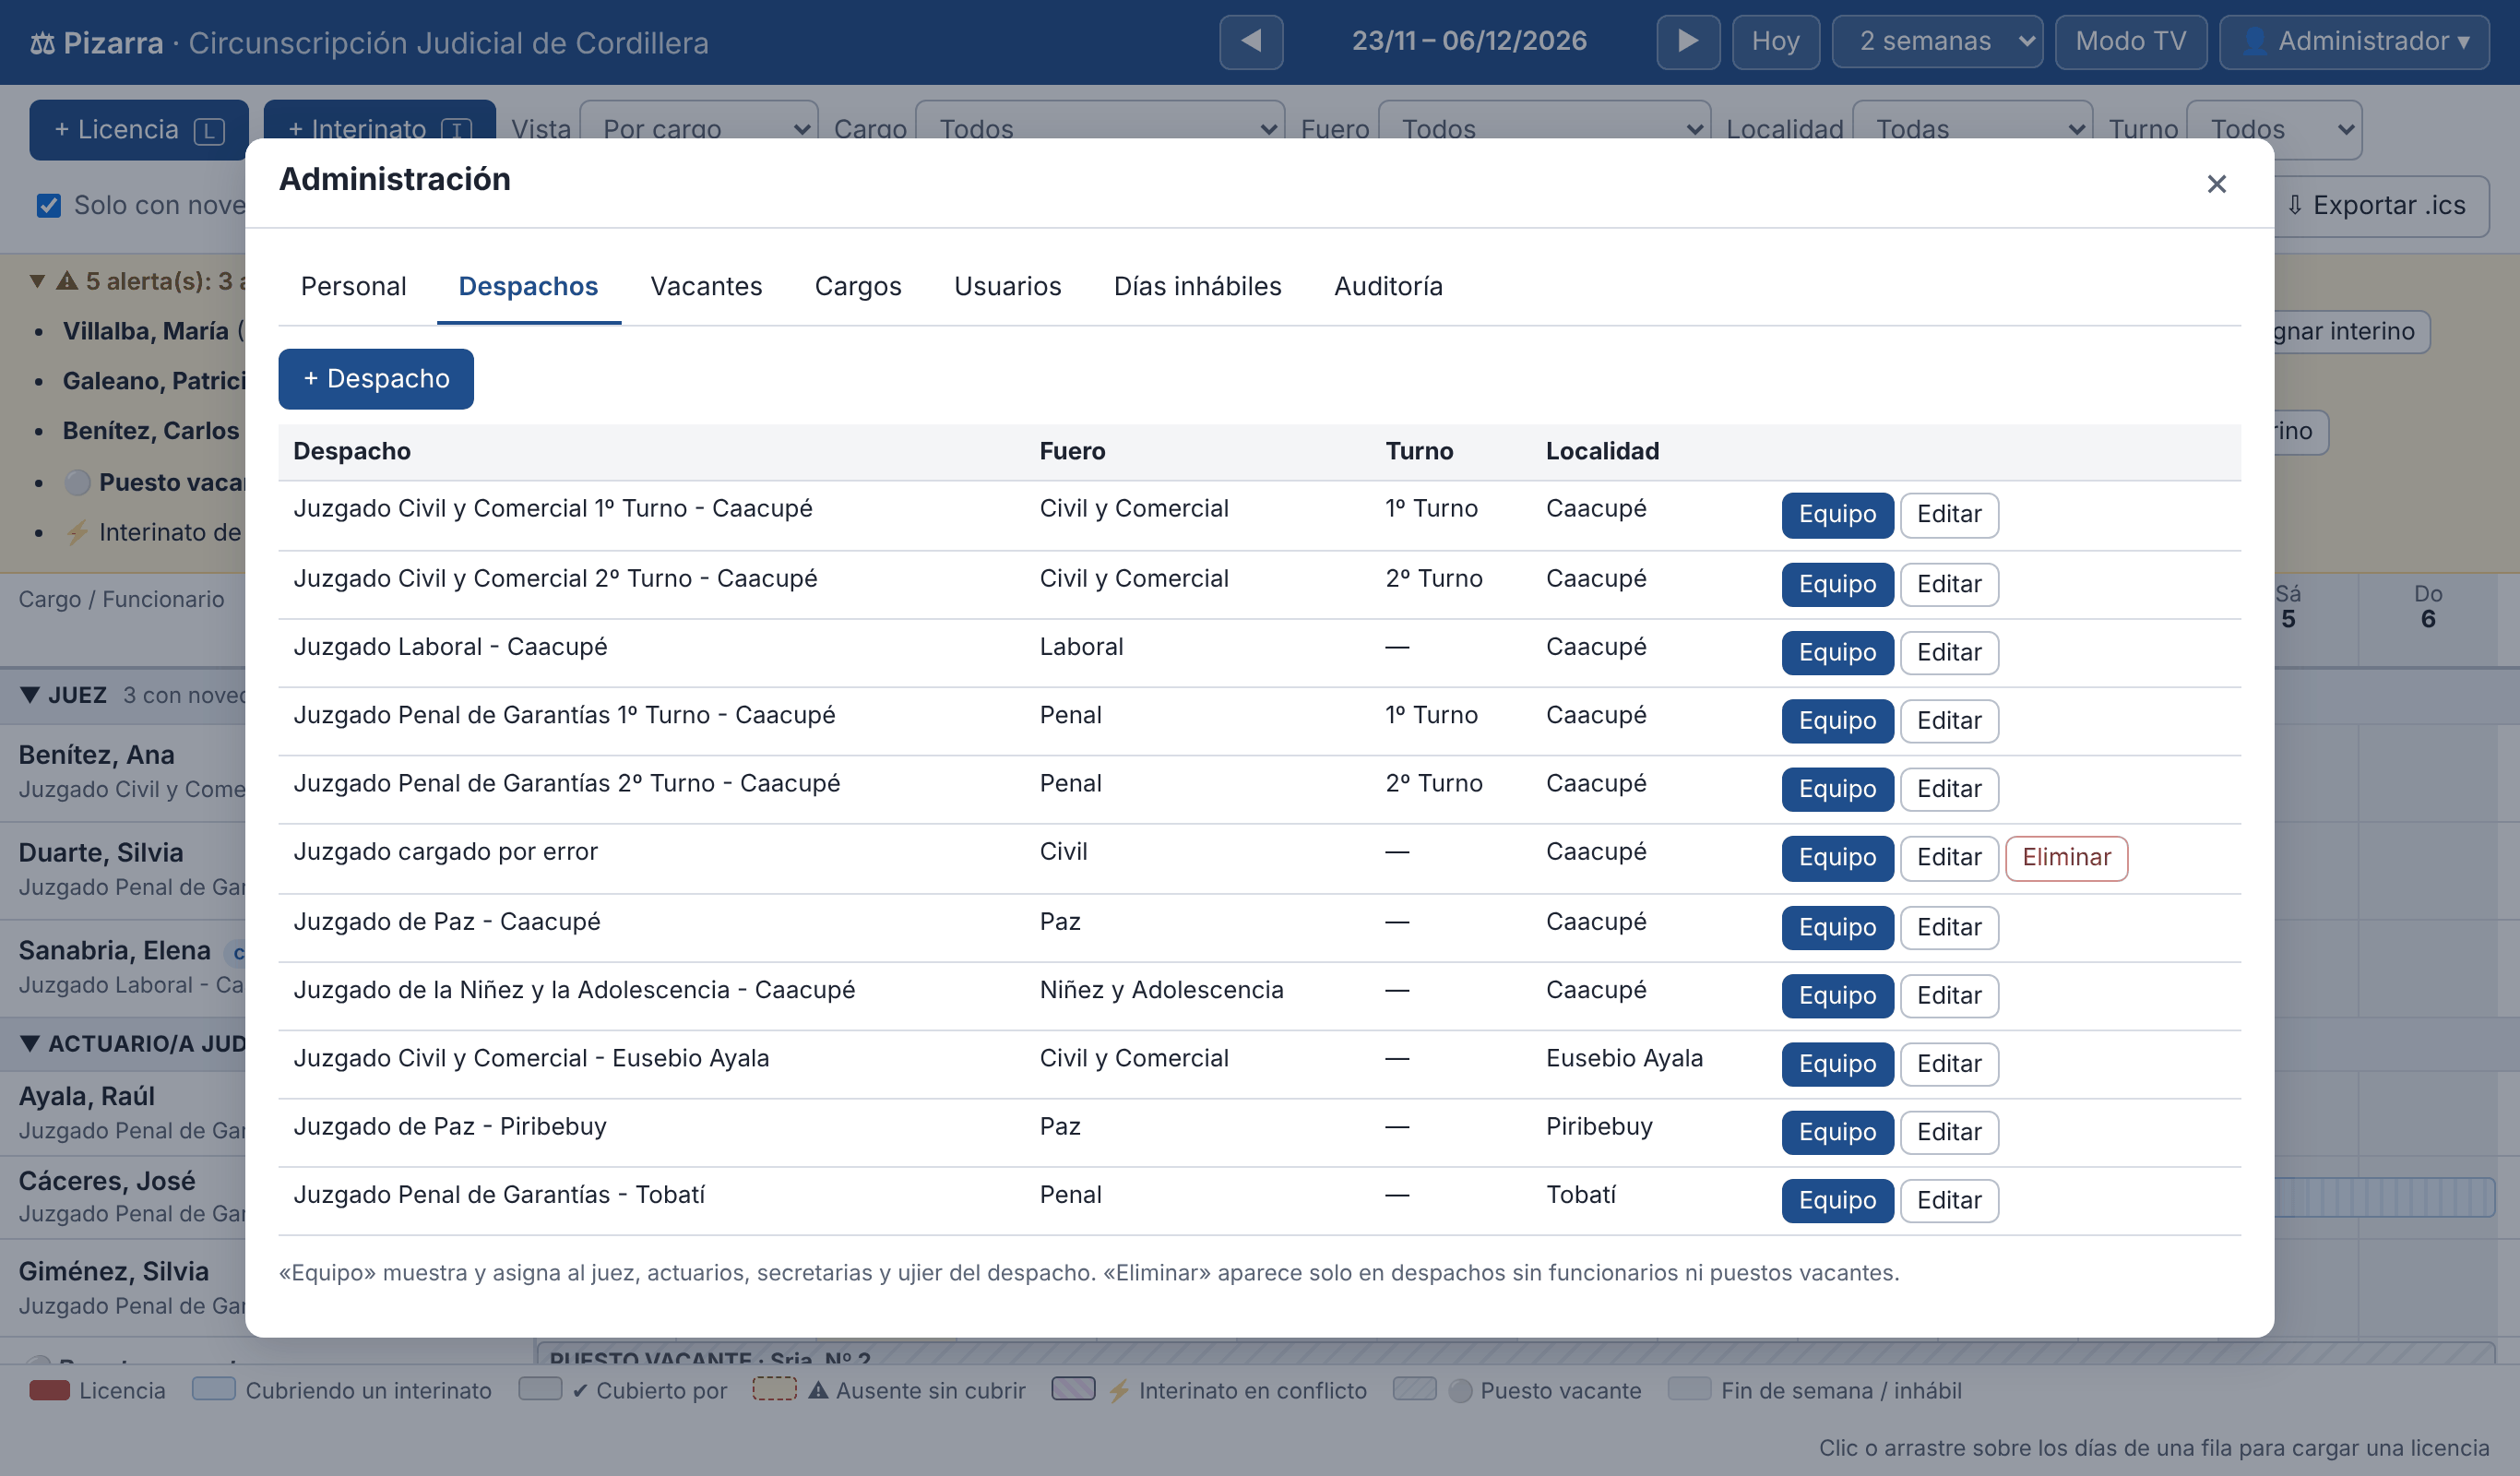 ⚖ Pizarra · Circunscripción Judicial de Cordillera
◀ 23/11 – 06/12/2026 ▶ Hoy 2 semanas Modo TV 👤 Administrador ▾
+ Licencia L + Interinato I Vista Por cargo Cargo Todos Fuero Todos Localidad Todas Turno Todos
Solo con
⇩ Exportar .ics
Administración ✕
▼ ⚠ 5 alerta(s): 3
Villalba, María (
Galeano,
Benítez, Carlos
⚪ Puesto
⚡ Interinato de
interino
Personal Despachos Vacantes Cargos Usuarios Días inhábiles Auditoría
+ Despacho
Despacho Fuero Turno Localidad
Juzgado Civil y Comercial 1º Turno - Caacupé Civil y Comercial 1º Turno Caacupé Equipo Editar
Juzgado Civil y Comercial 2º Turno - Caacupé Civil y Comercial 2º Turno Caacupé Equipo Editar
Juzgado Laboral - Caacupé Laboral — Caacupé Equipo Editar
Juzgado Penal de Garantías 1º Turno - Caacupé Penal 1º Turno Caacupé Equipo Editar
Juzgado Penal de Garantías 2º Turno - Caacupé Penal 2º Turno Caacupé Equipo Editar
Juzgado cargado por error Civil — Caacupé Equipo Editar Eliminar
Juzgado de Paz - Caacupé Paz — Caacupé Equipo Editar
Juzgado de la Niñez y la Adolescencia - Caacupé Niñez y Adolescencia — Caacupé Equipo Editar
Juzgado Civil y Comercial - Eusebio Ayala Civil y Comercial — Eusebio Ayala Equipo Editar
Juzgado de Paz - Piribebuy Paz — Piribebuy Equipo Editar
Juzgado Penal de Garantías - Tobatí Penal — Tobatí Equipo Editar
«Equipo» muestra y asigna al juez, actuarios, secretarias y ujier del despacho. «Eliminar» aparece solo en despachos sin funcionarios ni puestos vacantes.
Cargo / Funcionario
Sá Do
5 6
▼ JUEZ 3 con
Benítez, Ana
Juzgado Civil y
Duarte, Silvia
Juzgado Penal de
Sanabria, Elena
Juzgado Laboral -
▼ ACTUARIO/A
Ayala, Raúl
Juzgado Penal de
Cáceres, José
Juzgado Penal de
Giménez, Silvia
Juzgado Penal de
PUESTO VACANTE · Sria. Nº 2
Licencia Cubriendo un interinato ✔ Cubierto por ⚠ Ausente sin cubrir ⚡ Interinato en conflicto ⚪ Puesto vacante Fin de semana / inhábil
Clic o arrastre sobre los días de una fila para cargar una licencia